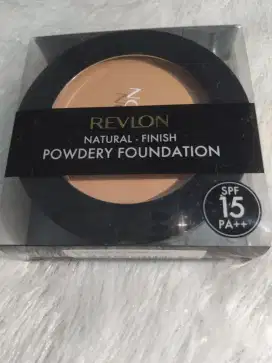 REVLON
NATURAL - FINISH
POWDERY FOUNDATION
SPF
15
PA++